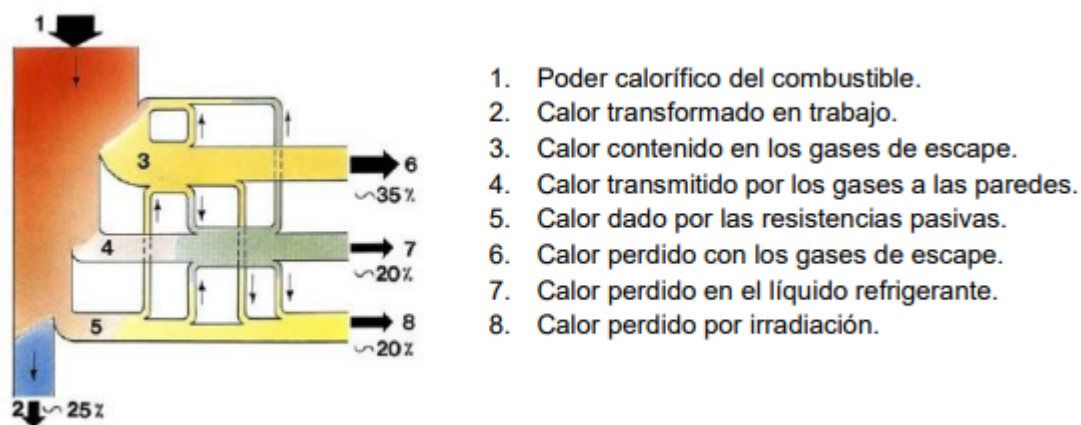 1
3
6
∽35%
4
7
∽20%
5
8
∽20%
2 ∽ 25%
1. Poder calorífico del combustible.
2. Calor transformado en trabajo.
3. Calor contenido en los gases de escape.
4. Calor transmitido por los gases a las paredes.
5. Calor dado por las resistencias pasivas.
6. Calor perdido con los gases de escape.
7. Calor perdido en el líquido refrigerante.
8. Calor perdido por irradiación.